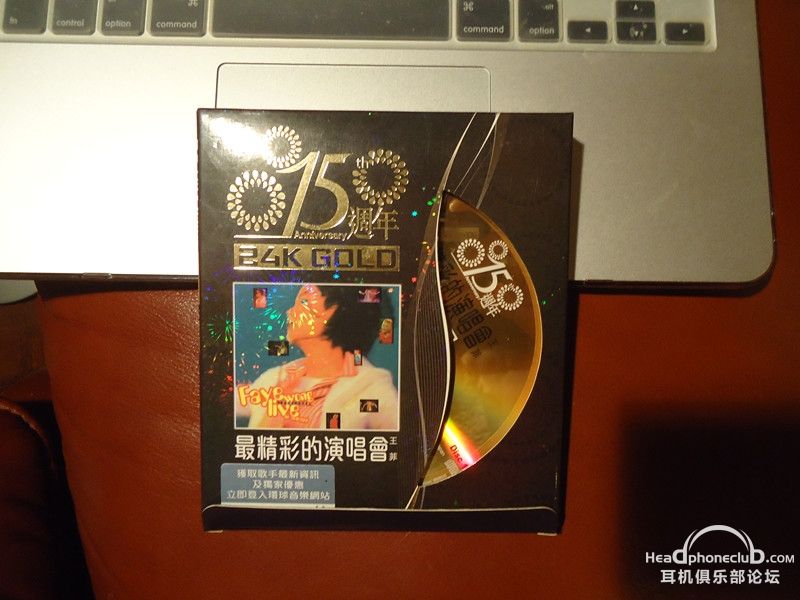 fn
control
option
command
command
option
15th
Anniversary
週年
24K GOLD
15
週年
Faye Wong
live
最精彩的演唱會
王菲
Disc 1
獲取歌手最新資訊
及獨家優惠
立即登入環球音樂網站
Headphoneclub.com
耳机俱乐部论坛